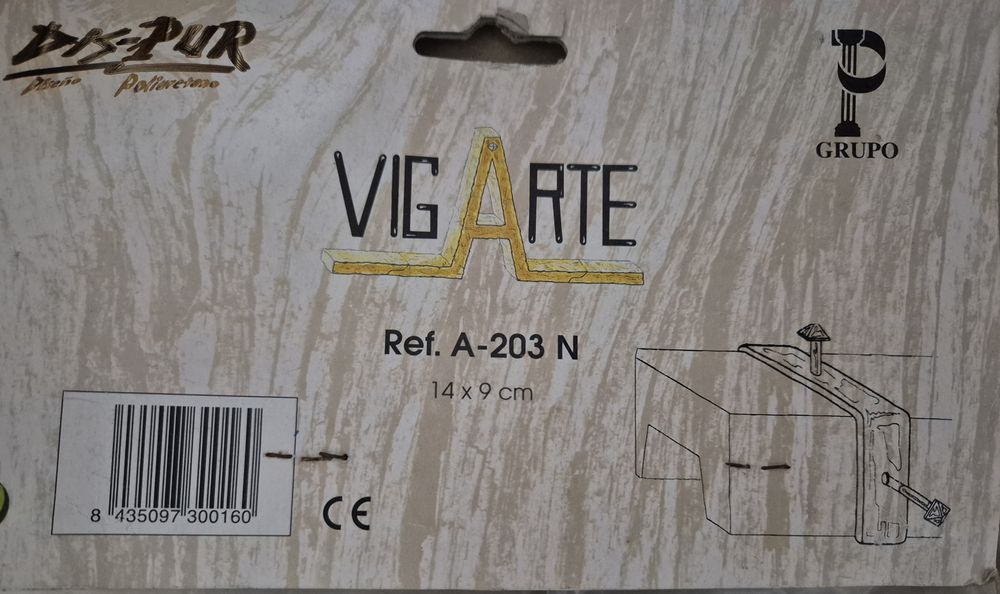 DIS-PUR
Diseño Poliuretano
P
GRUPO
VIGARTE
Ref. A-203 N
14 x 9 cm
8 435097 300160
CE